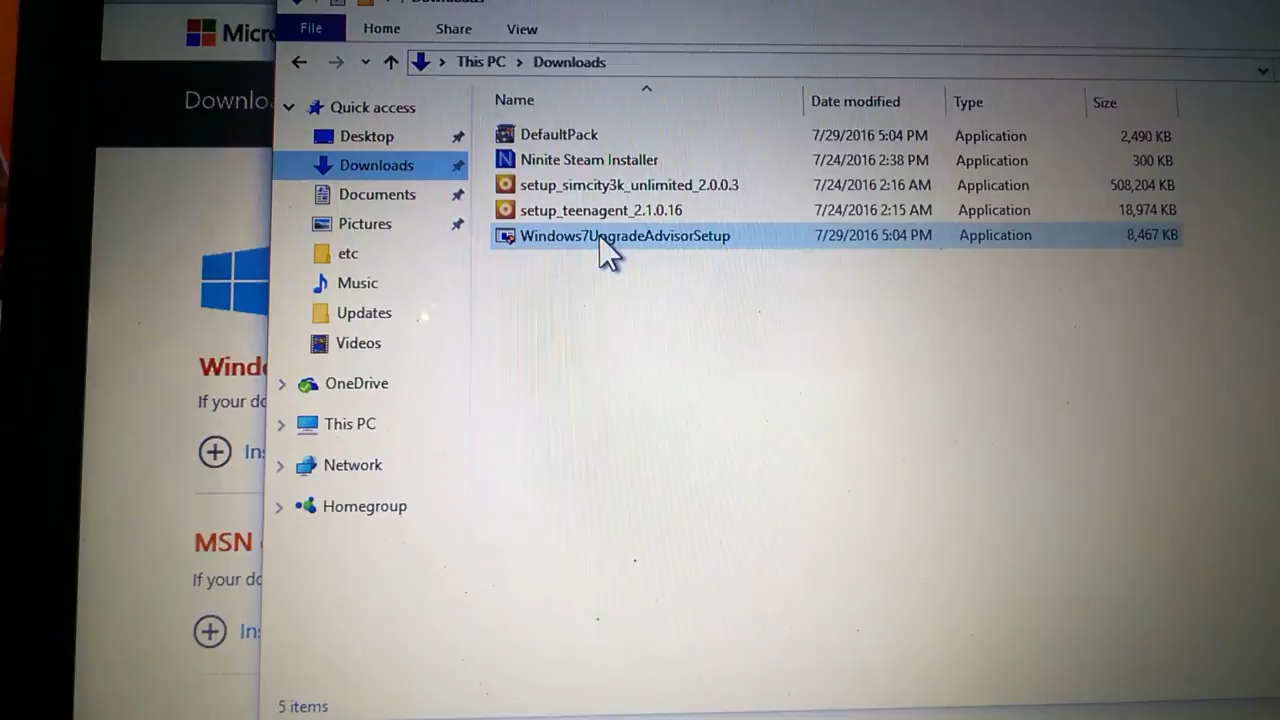 Micro
Downloads
File Home Share View
This PC > Downloads
Downlo
Quick access
Desktop
Downloads
Documents
Pictures
etc
Music
Updates
Videos
OneDrive
This PC
Network
Homegroup
Name Date modified Type Size
DefaultPack 7/29/2016 5:04 PM Application 2,490 KB
Ninite Steam Installer 7/24/2016 2:38 PM Application 300 KB
setup_simcity3k_unlimited_2.0.0.3 7/24/2016 2:16 AM Application 508,204 KB
setup_teenagent_2.1.0.16 7/24/2016 2:15 AM Application 18,974 KB
Windows7UpgradeAdvisorSetup 7/29/2016 5:04 PM Application 8,467 KB
Windo
If your do
Ins
MSN
If your do
Ins
5 items